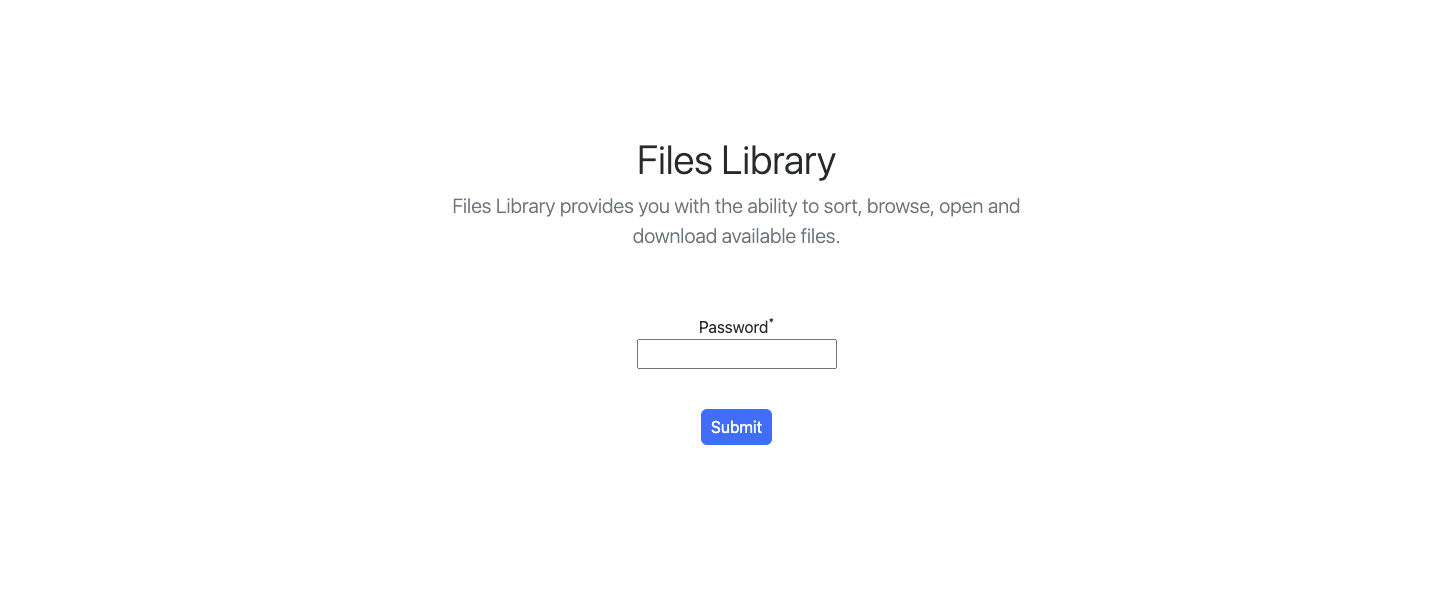 Files Library
Files Library provides you with the ability to sort, browse, open and
download available files.
Password*
Submit